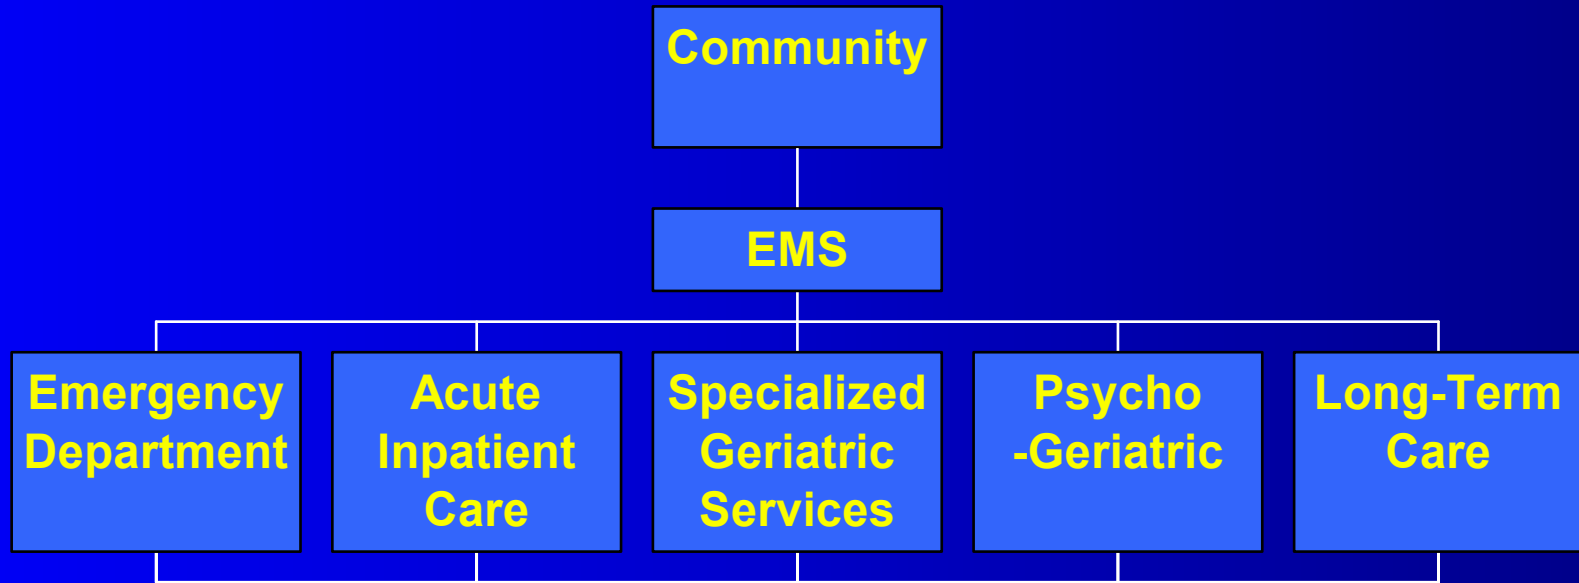 Community
EMS
Emergency
Department
Acute
Inpatient
Care
Specialized
Geriatric
Services
Psycho
-Geriatric
Long-Term
Care